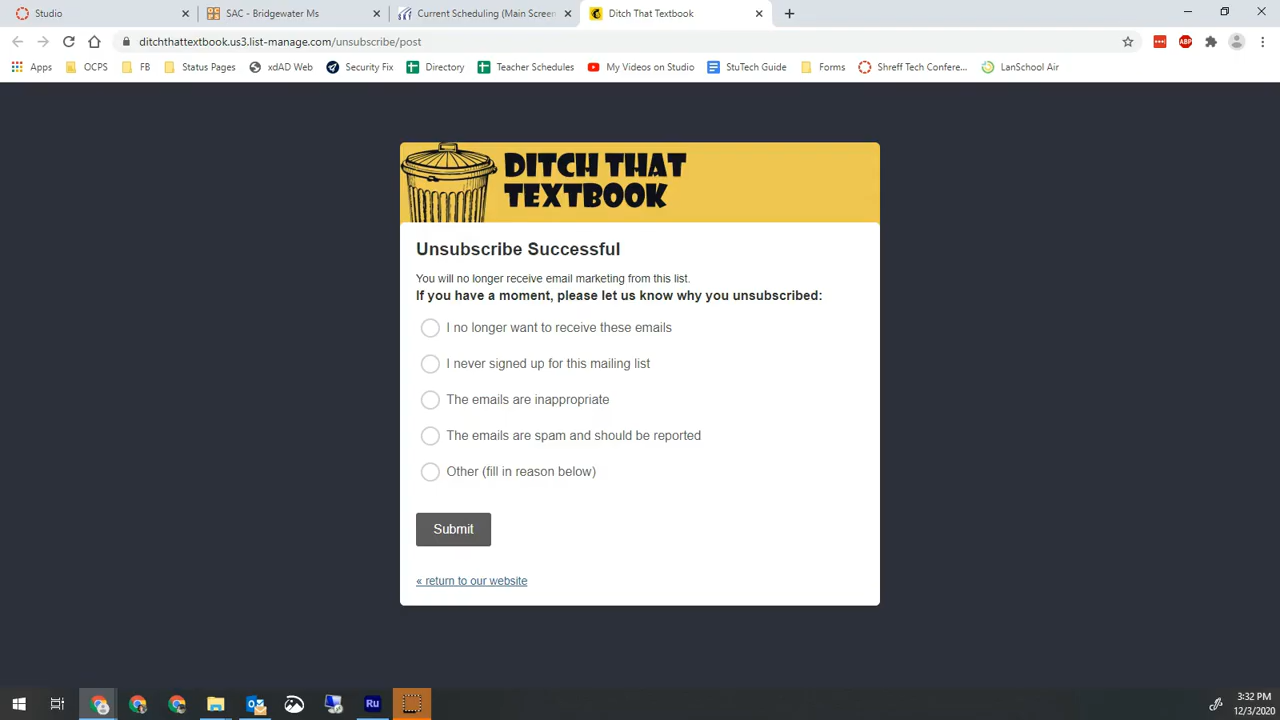 Studio
SAC - Bridgewater Ms
Current Scheduling (Main Screen
Ditch That Textbook
ditchthattextbook.us3.list-manage.com/unsubscribe/post
ABP
Apps
OCPS
FB
Status Pages
xdAD Web
Security Fix
Directory
Teacher Schedules
My Videos on Studio
StuTech Guide
Forms
Shreff Tech Confere...
LanSchool Air
DITCH THAT
TEXTBOOK
Unsubscribe Successful
You will no longer receive email marketing from this list.
If you have a moment, please let us know why you unsubscribed:
I no longer want to receive these emails
I never signed up for this mailing list
The emails are inappropriate
The emails are spam and should be reported
Other (fill in reason below)
Submit
« return to our website
Ru
3:32 PM
12/3/2020